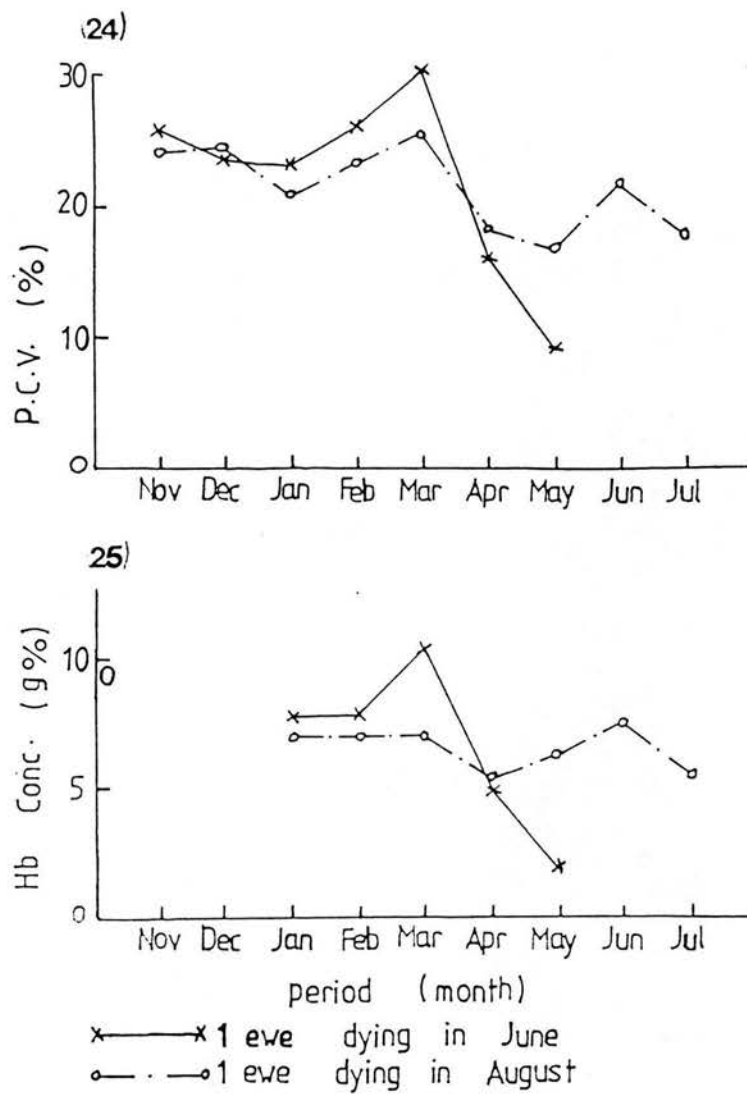 (24)
P.C.V. (%)
30
20
10
0
Nov Dec Jan Feb Mar Apr May Jun Jul
25)
Hb Conc. (g%)
10
0
5
0
Nov Dec Jan Feb Mar Apr May Jun Jul
period (month)
1 ewe dying in June
1 ewe dying in August